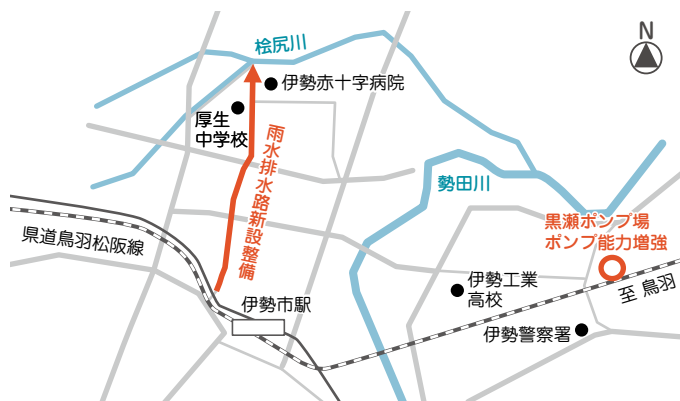 桧尻川
N
伊勢赤十字病院
厚生
中学校
雨水排水路新設整備
勢田川
黒瀬ポンプ場
ポンプ能力増強
県道鳥羽松阪線
伊勢市駅
伊勢工業
高校
至 鳥羽
伊勢警察署